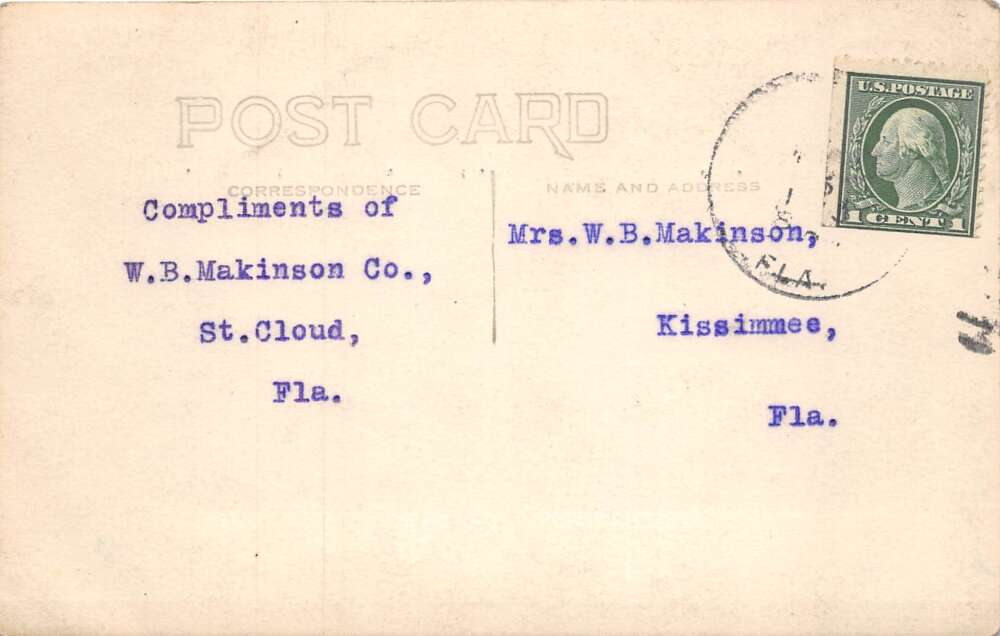 POST CARD
CORRESPONDENCE
NAME AND ADDRESS
Compliments of
W.B.Makinson Co.,
St.Cloud,
Fla.
Mrs.W.B.Makinson,
Kissimmee,
Fla.
U.S.POSTAGE
1 CENT 1
FLA.